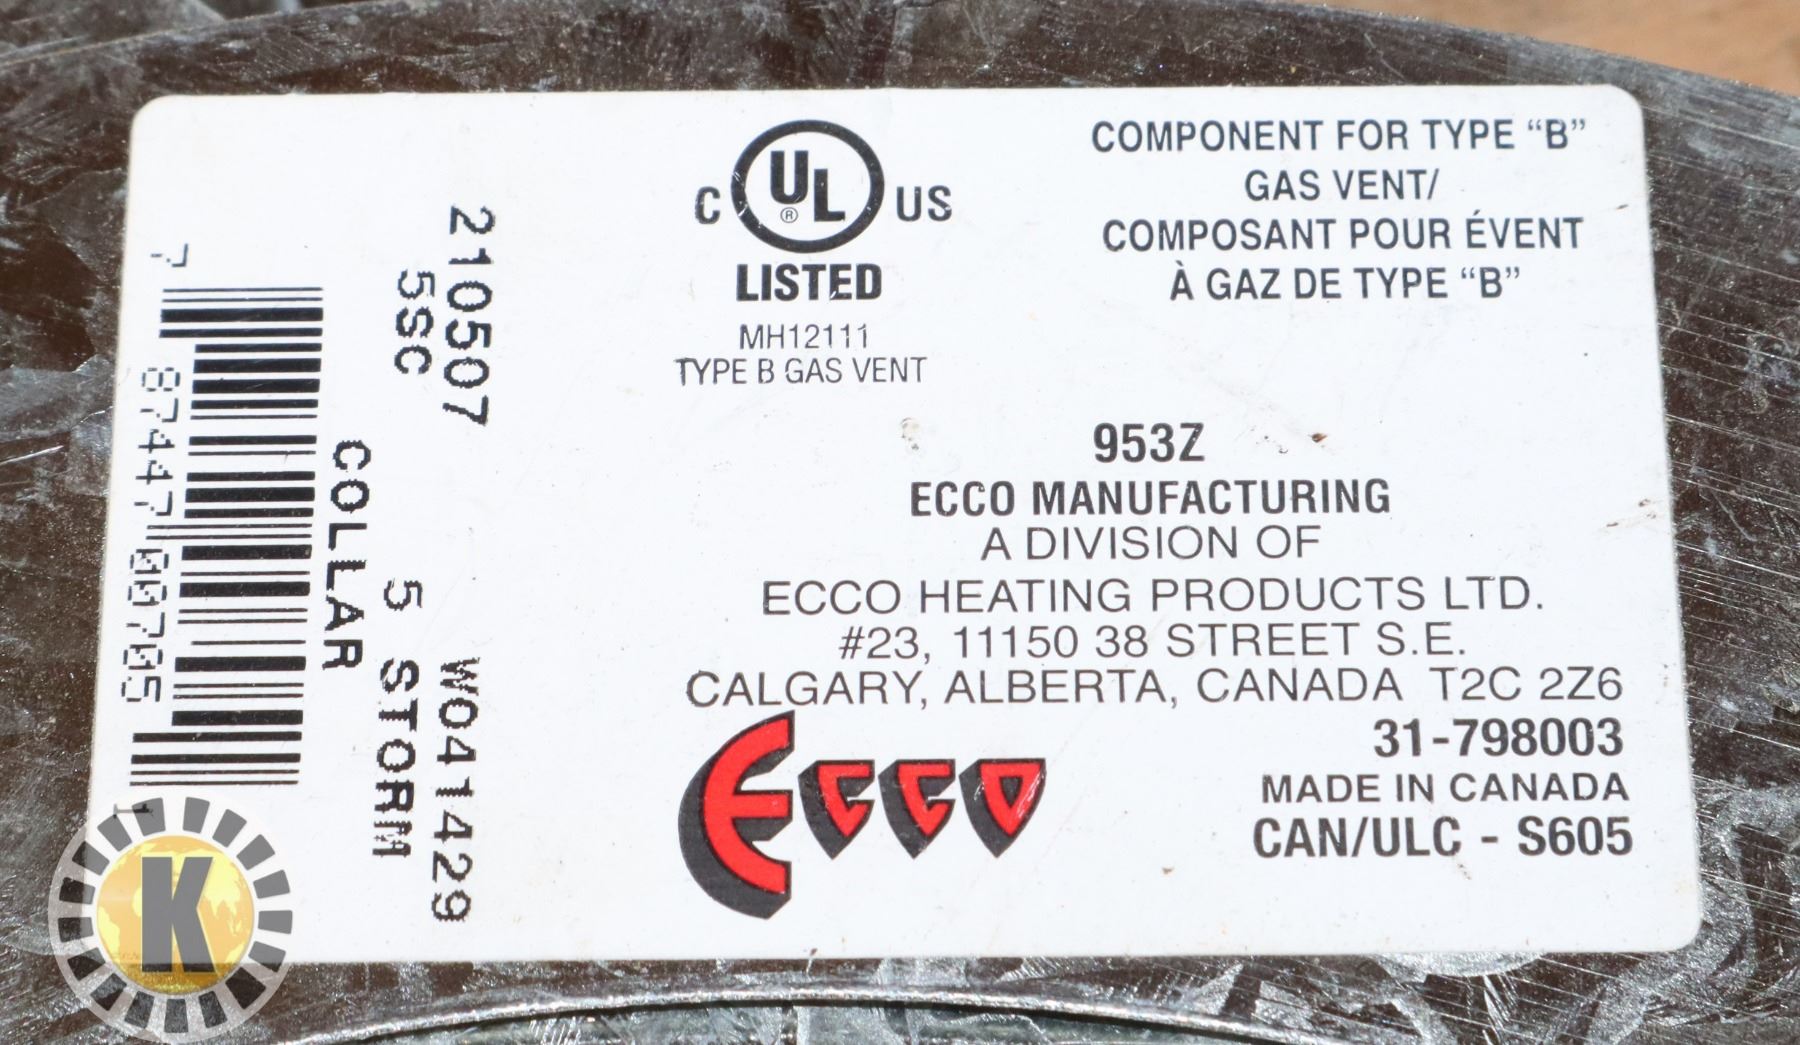 C UL ® US
LISTED
MH12111
TYPE B GAS VENT
COMPONENT FOR TYPE “B”
GAS VENT/
COMPOSANT POUR ÉVENT
À GAZ DE TYPE “B”
953Z
ECCO MANUFACTURING
A DIVISION OF
ECCO HEATING PRODUCTS LTD.
#23, 11150 38 STREET S.E.
CALGARY, ALBERTA, CANADA T2C 2Z6
31-798003
MADE IN CANADA
CAN/ULC - S605
ECCO
210507 W041429
5SC 5 STORM
COLLAR
7 87447 00705 1
K